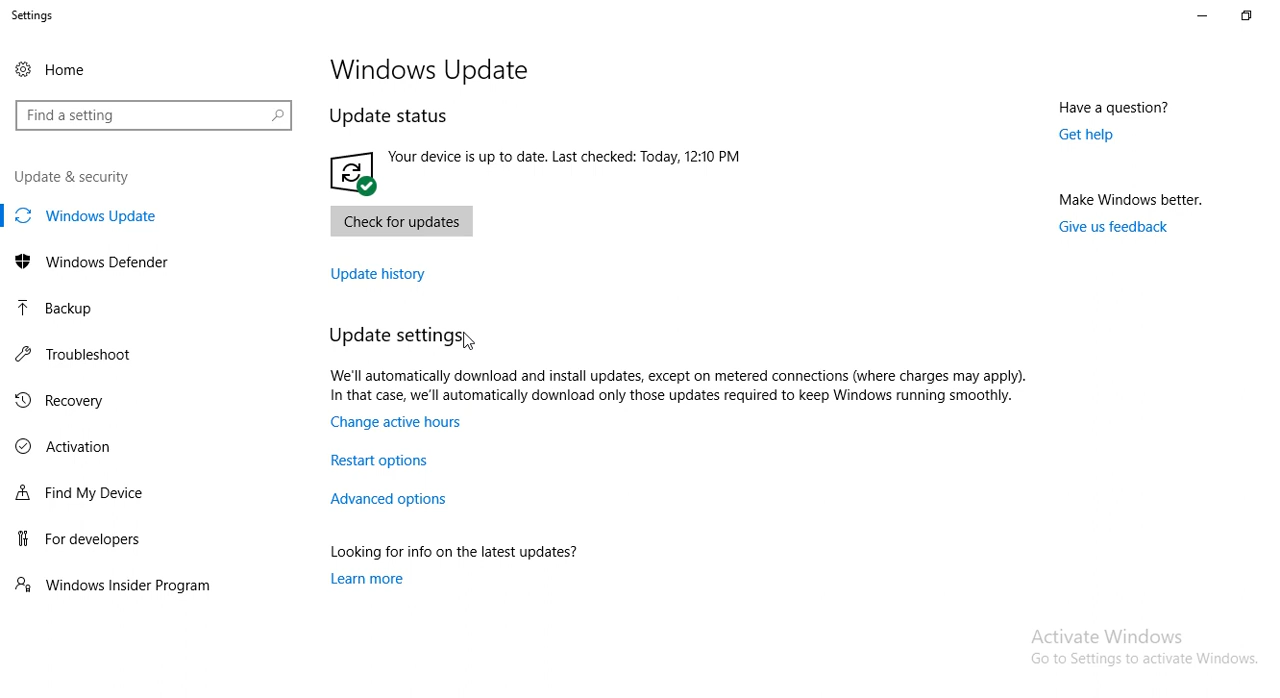 Settings
Home
Find a setting
Update & security
Windows Update
Windows Defender
Backup
Troubleshoot
Recovery
Activation
Find My Device
For developers
Windows Insider Program
Windows Update
Update status
Your device is up to date. Last checked: Today, 12:10 PM
Check for updates
Update history
Update settings
We'll automatically download and install updates, except on metered connections (where charges may apply).
In that case, we'll automatically download only those updates required to keep Windows running smoothly.
Change active hours
Restart options
Advanced options
Looking for info on the latest updates?
Learn more
Have a question?
Get help
Make Windows better.
Give us feedback
Activate Windows
Go to Settings to activate Windows.